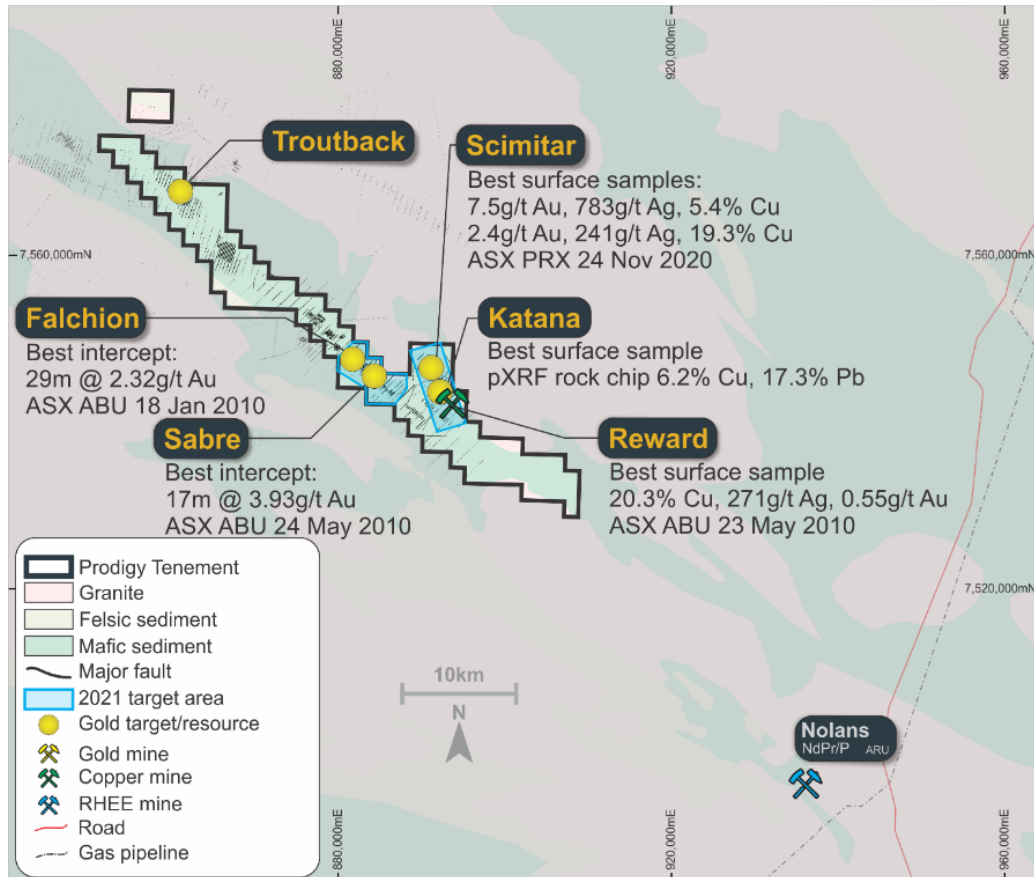 880,000mE
920,000mE
960,000mE
Troutback
Scimitar
Best surface samples:
7.5g/t Au, 783g/t Ag, 5.4% Cu
2.4g/t Au, 241g/t Ag, 19.3% Cu
ASX PRX 24 Nov 2020
7,560,000mN
7,560,000mN
Falchion
Best intercept:
29m @ 2.32g/t Au
ASX ABU 18 Jan 2010
Katana
Best surface sample
pXRF rock chip 6.2% Cu, 17.3% Pb
Sabre
Best intercept:
17m @ 3.93g/t Au
ASX ABU 24 May 2010
Reward
Best surface sample
20.3% Cu, 271g/t Ag, 0.55g/t Au
ASX ABU 23 May 2010
7,520,000mN
Prodigy Tenement
Granite
Felsic sediment
Mafic sediment
Major fault
2021 target area
Gold target/resource
Gold mine
Copper mine
RHEE mine
Road
Gas pipeline
10km
N
Nolans
NdPr/P ARU
880,000mE
920,000mE
960,000mE